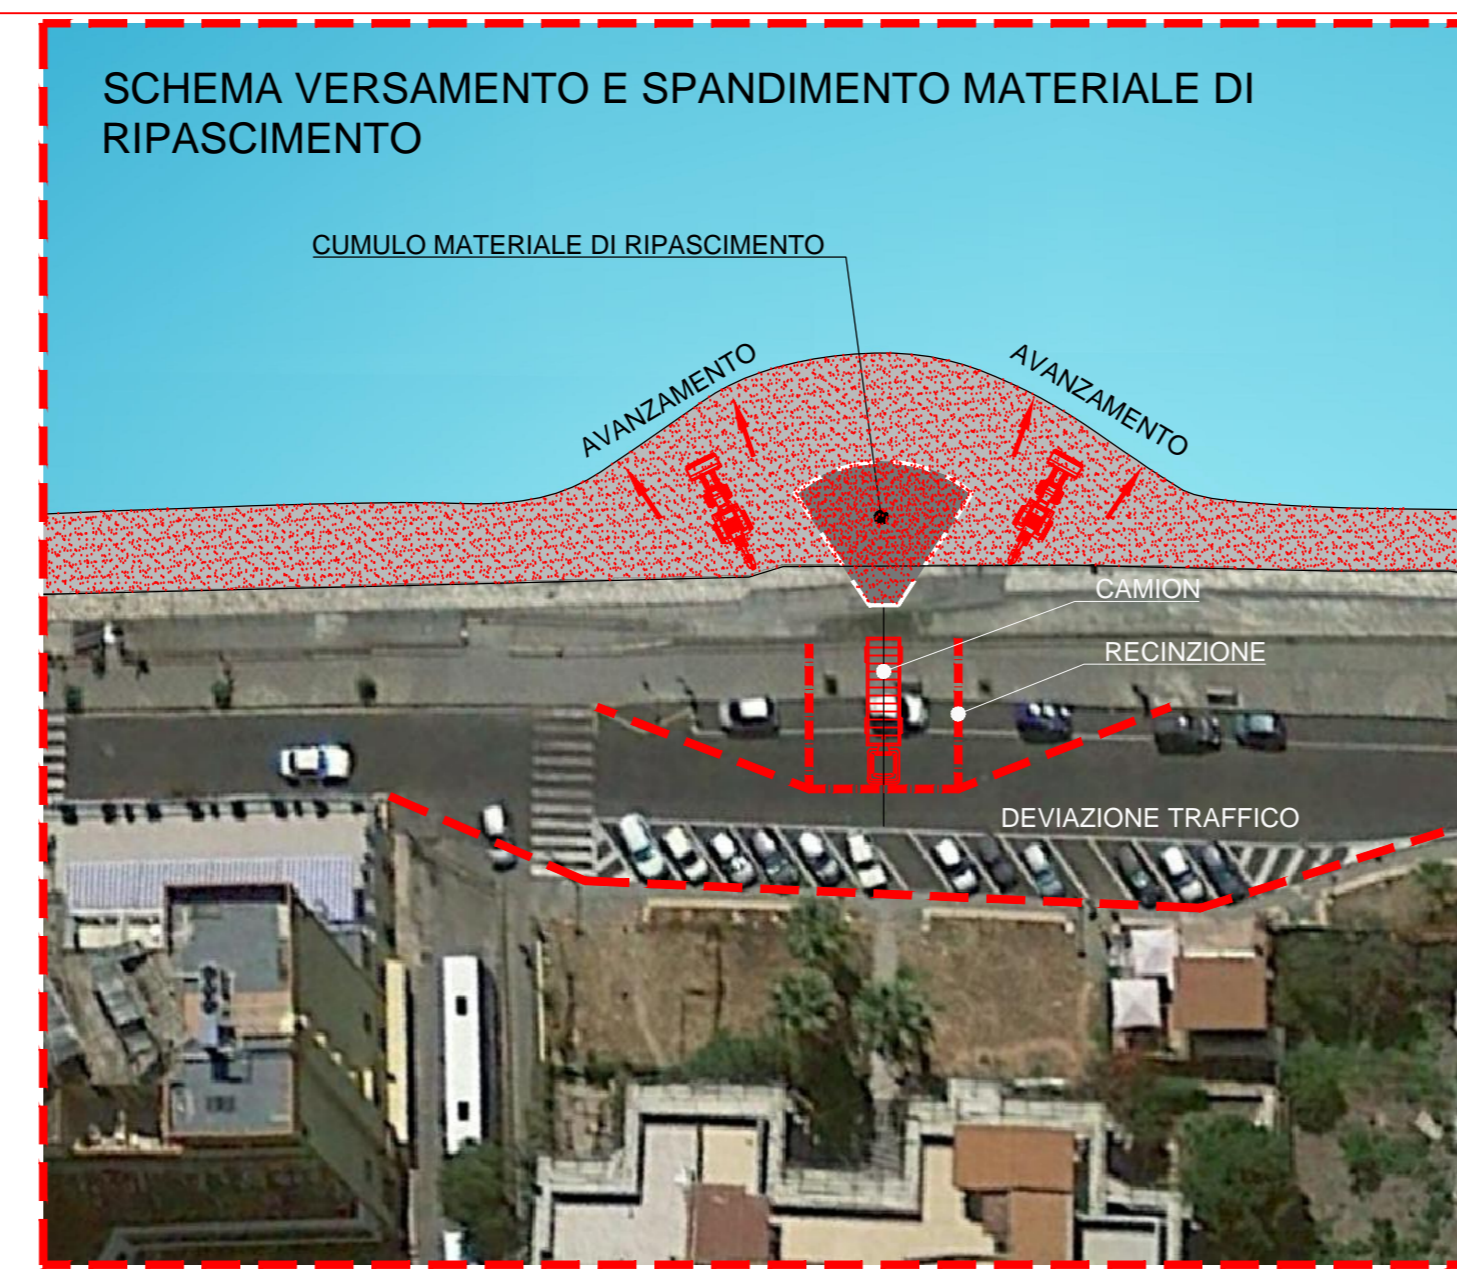 SCHEMA VERSAMENTO E SPANDIMENTO MATERIALE DI
RIPASCIMENTO
CUMULO MATERIALE DI RIPASCIMENTO
AVANZAMENTO
AVANZAMENTO
CAMION
RECINZIONE
DEVIAZIONE TRAFFICO